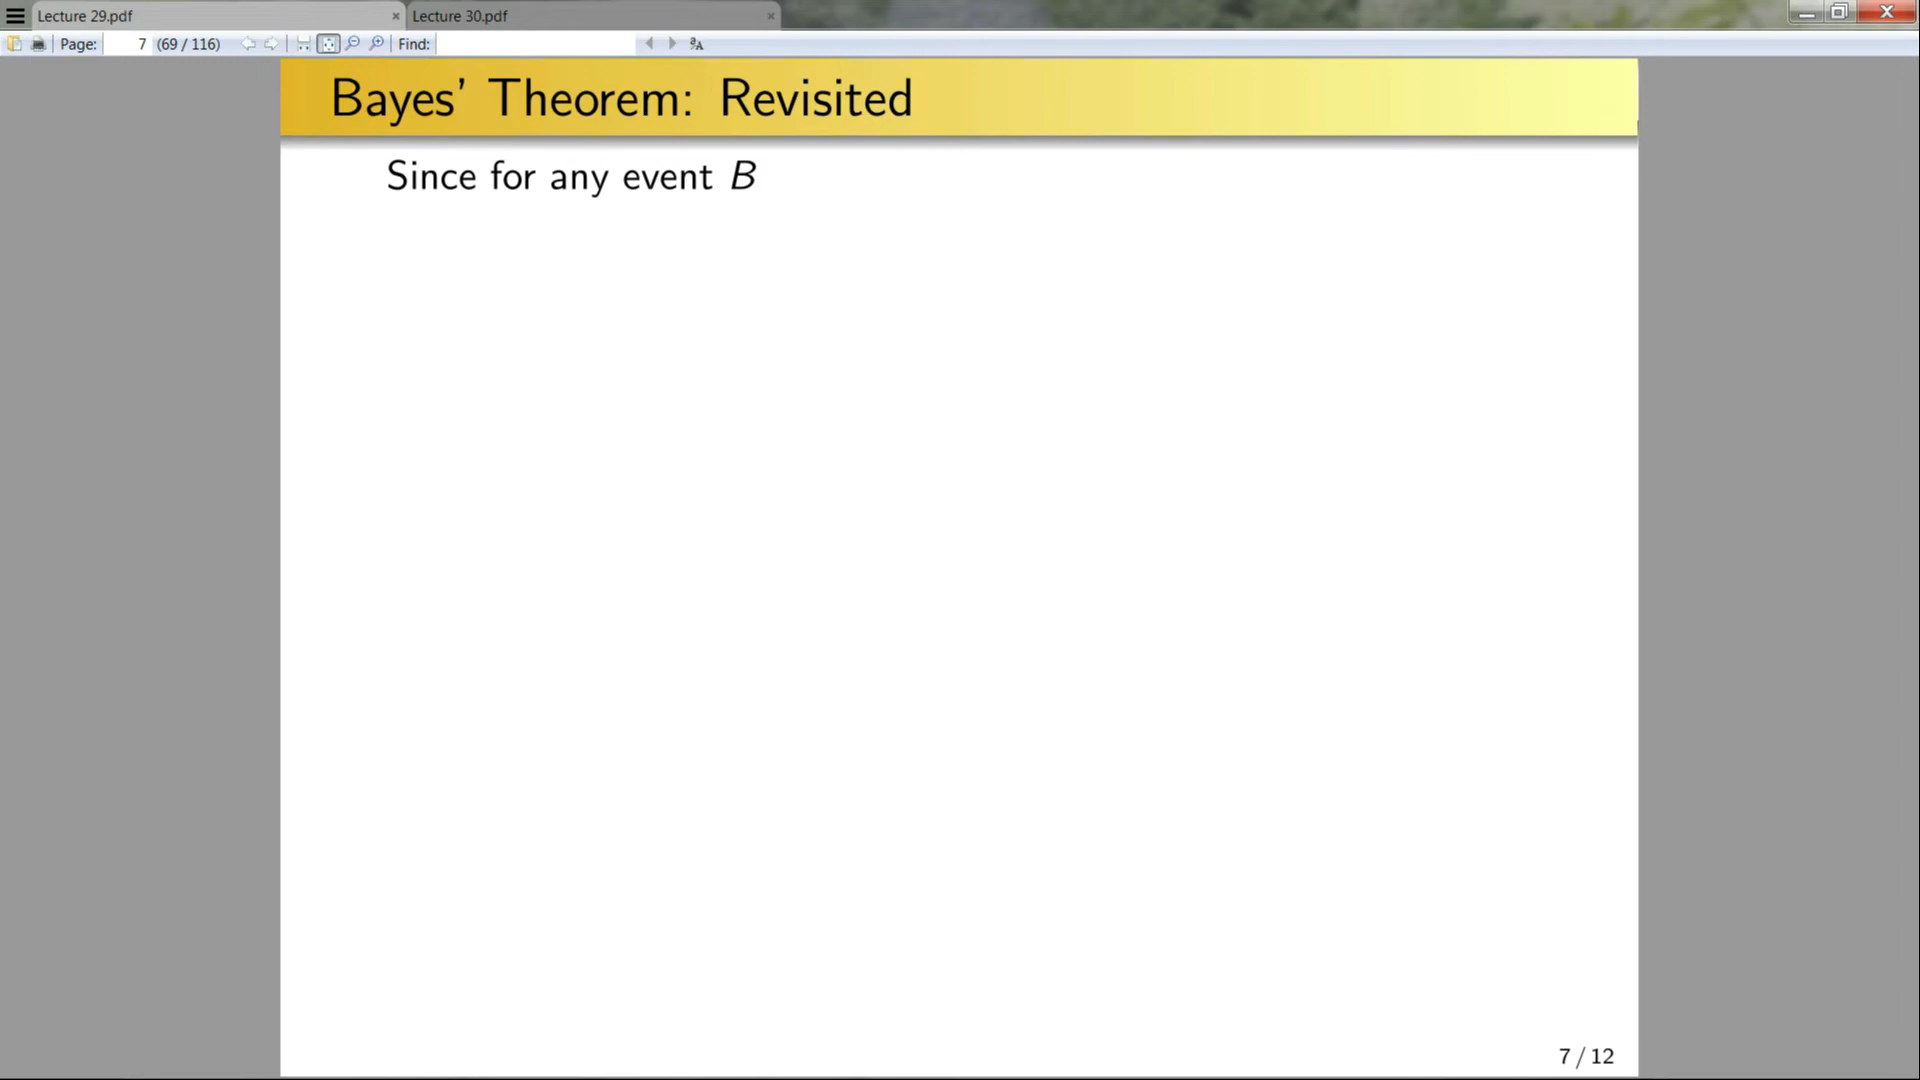 Lecture 29.pdf
Lecture 30.pdf
Page: 7 (69 / 116) Find:
Bayes’ Theorem: Revisited
Since for any event B
7 / 12